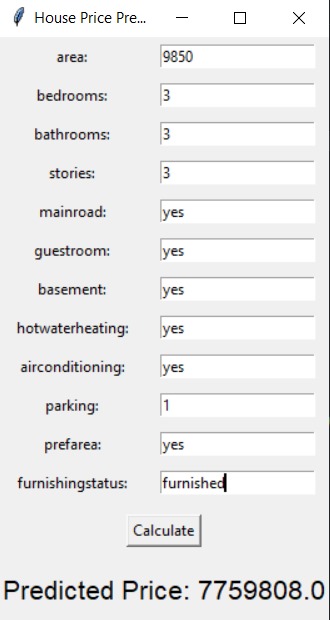 House Price Pre...
area: 9850
bedrooms: 3
bathrooms: 3
stories: 3
mainroad: yes
guestroom: yes
basement: yes
hotwaterheating: yes
airconditioning: yes
parking: 1
prefarea: yes
furnishingstatus: furnished
Calculate
Predicted Price: 7759808.0